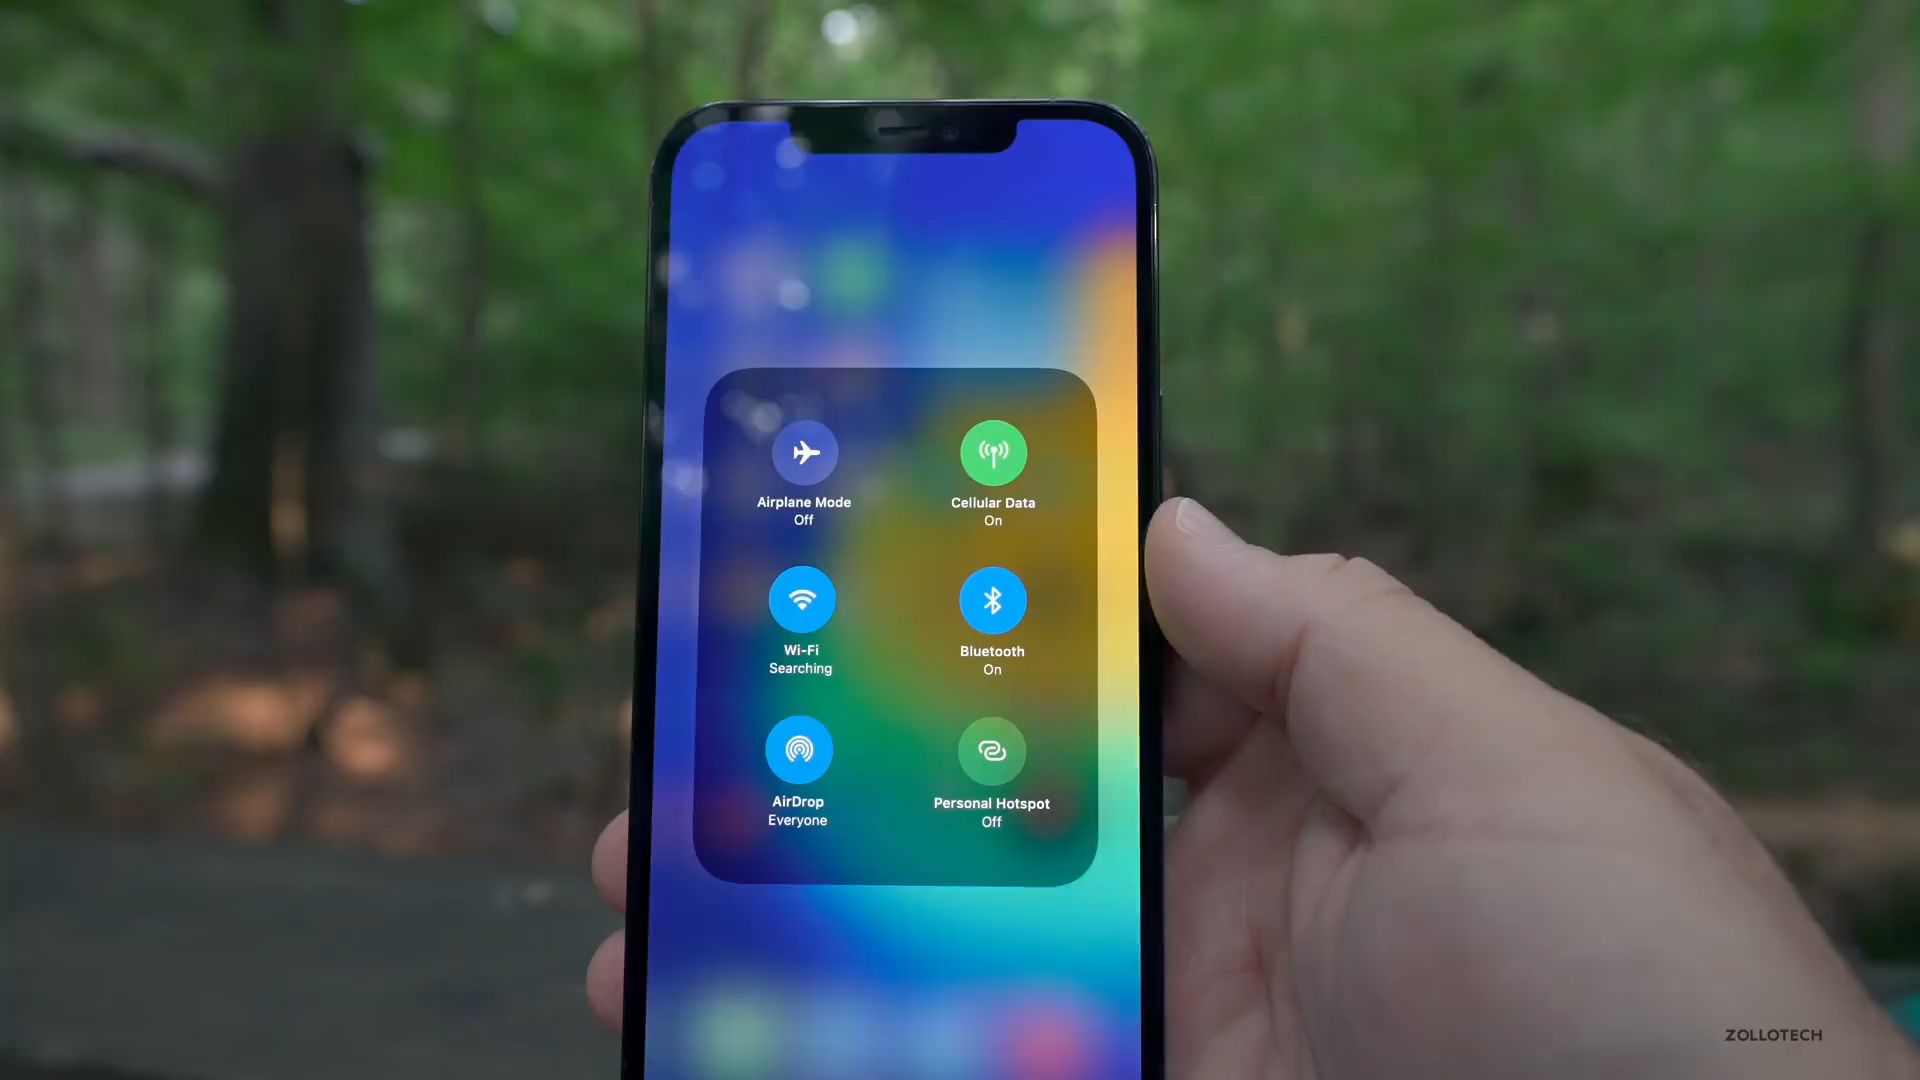 Airplane Mode
Off
Cellular Data
On
Wi-Fi
Searching
Bluetooth
On
AirDrop
Everyone
Personal Hotspot
Off
ZOLLOTECH